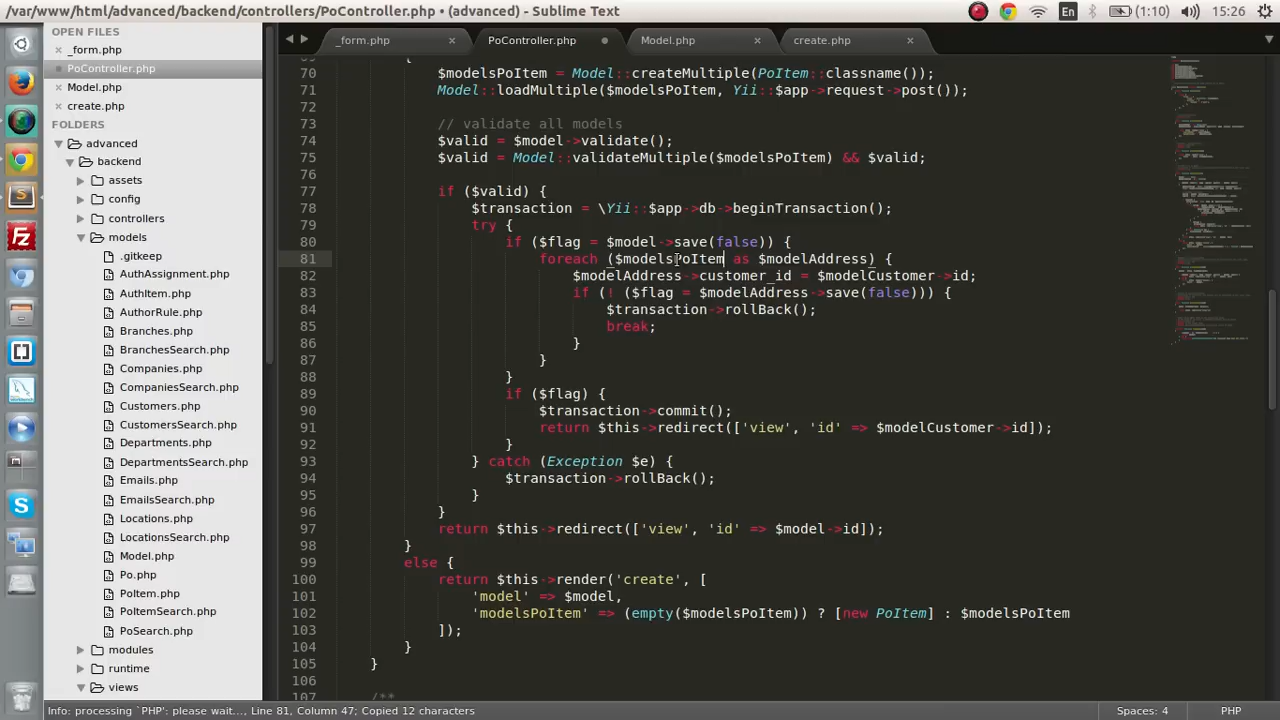 /var/www/html/advanced/backend/controllers/PoController.php • (advanced) - Sublime Text
En
(1:10)
15:26
OPEN FILES
_form.php
PoController.php
Model.php
create.php
FOLDERS
advanced
backend
assets
config
controllers
models
.gitkeep
AuthAssignment.php
AuthItem.php
AuthorRule.php
Branches.php
BranchesSearch.php
Companies.php
CompaniesSearch.php
Customers.php
CustomersSearch.php
Departments.php
DepartmentsSearch.php
Emails.php
EmailsSearch.php
Locations.php
LocationsSearch.php
Model.php
Po.php
PoItem.php
PoItemSearch.php
PoSearch.php
modules
runtime
views
_form.php
PoController.php
Model.php
create.php
69 {
70 $modelsPoItem = Model::createMultiple(PoItem::classname());
71 Model::loadMultiple($modelsPoItem, Yii::$app->request->post());
72
73 // validate all models
74 $valid = $model->validate();
75 $valid = Model::validateMultiple($modelsPoItem) && $valid;
76
77 if ($valid) {
78 $transaction = \Yii::$app->db->beginTransaction();
79 try {
80 if ($flag = $model->save(false)) {
81 foreach ($modelsPoItem as $modelAddress) {
82 $modelAddress->customer_id = $modelCustomer->id;
83 if (! ($flag = $modelAddress->save(false))) {
84 $transaction->rollBack();
85 break;
86 }
87 }
88 }
89 if ($flag) {
90 $transaction->commit();
91 return $this->redirect(['view', 'id' => $modelCustomer->id]);
92 }
93 } catch (Exception $e) {
94 $transaction->rollBack();
95 }
96 }
97 return $this->redirect(['view', 'id' => $model->id]);
98 }
99 else {
100 return $this->render('create', [
101 'model' => $model,
102 'modelsPoItem' => (empty($modelsPoItem)) ? [new PoItem] : $modelsPoItem
103 ]);
104 }
105 }
106
107 /**
Info: processing `PHP': please wait..., Line 81, Column 47; Copied 12 characters
Spaces: 4
PHP